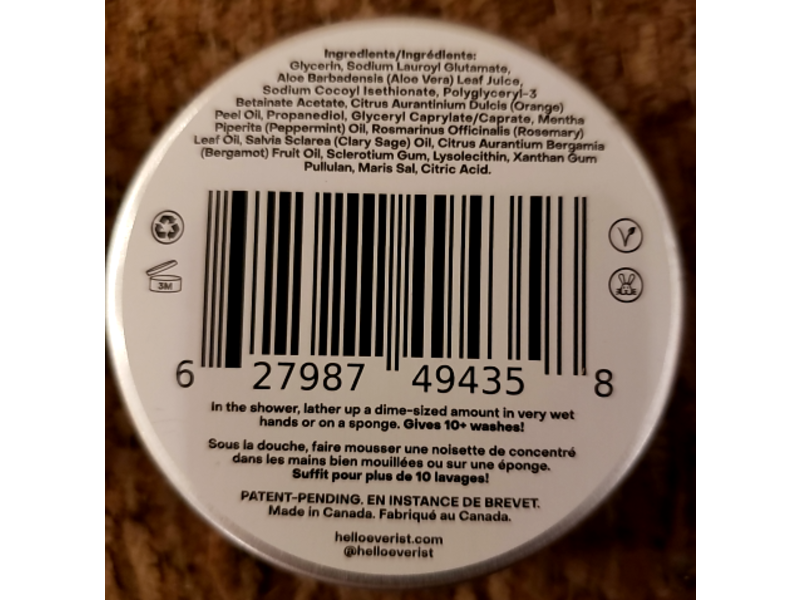 Ingredients/Ingrédients:
Glycerin, Sodium Lauroyl Glutamate,
Aloe Barbadensis (Aloe Vera) Leaf Juice,
Sodium Cocoyl Isethionate, Polyglyceryl-3
Betainate Acetate, Citrus Aurantinium Dulcis (Orange)
Peel Oil, Propanediol, Glyceryl Caprylate/Caprate, Mentha
Piperita (Peppermint) Oil, Rosmarinus Officinalis (Rosemary)
Leaf Oil, Salvia Sclarea (Clary Sage) Oil, Citrus Aurantium Bergamia
(Bergamot) Fruit Oil, Sclerotium Gum, Lysolecithin, Xanthan Gum
Pullulan, Maris Sal, Citric Acid.
3M
6 27987 49435 8
In the shower, lather up a dime-sized amount in very wet
hands or on a sponge. Gives 10+ washes!
Sous la douche, faire mousser une noisette de concentré
dans les mains bien mouillées ou sur une éponge.
Suffit pour plus de 10 lavages!
PATENT-PENDING. EN INSTANCE DE BREVET.
Made in Canada. Fabriqué au Canada.
helloeverist.com
@helloeverist